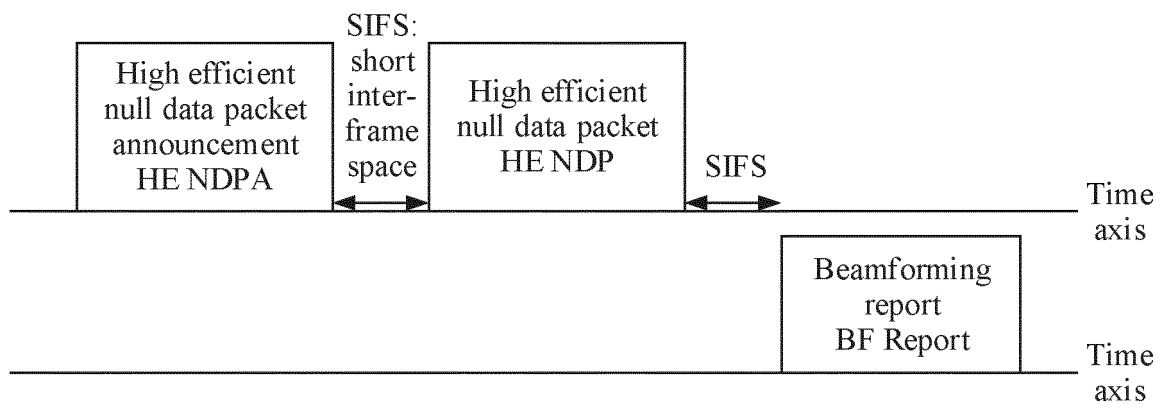 High efficient
null data packet
announcement
HE NDPA
SIFS:
short
inter-
frame
space
High efficient
null data packet
HE NDP
SIFS
Time
axis
Beamforming
report
BF Report
Time
axis